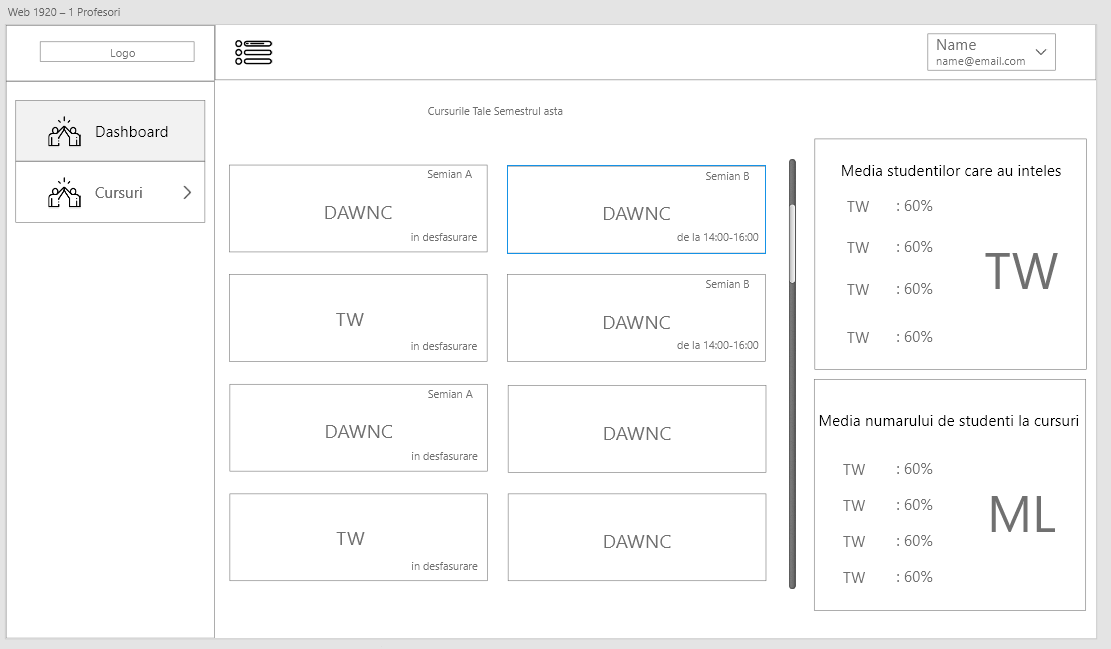 Web 1920 – 1 Profesori
Logo
Name
name@email.com
Dashboard
Cursuri
Cursurile Tale Semestrul asta
Semian A
DAWNC
in desfasurare
Semian B
DAWNC
de la 14:00-16:00
TW
in desfasurare
Semian B
DAWNC
de la 14:00-16:00
Semian A
DAWNC
in desfasurare
DAWNC
TW
in desfasurare
DAWNC
Media studentilor care au inteles
TW : 60%
TW : 60%
TW : 60%
TW : 60%
TW
Media numarului de studenti la cursuri
TW : 60%
TW : 60%
TW : 60%
TW : 60%
ML